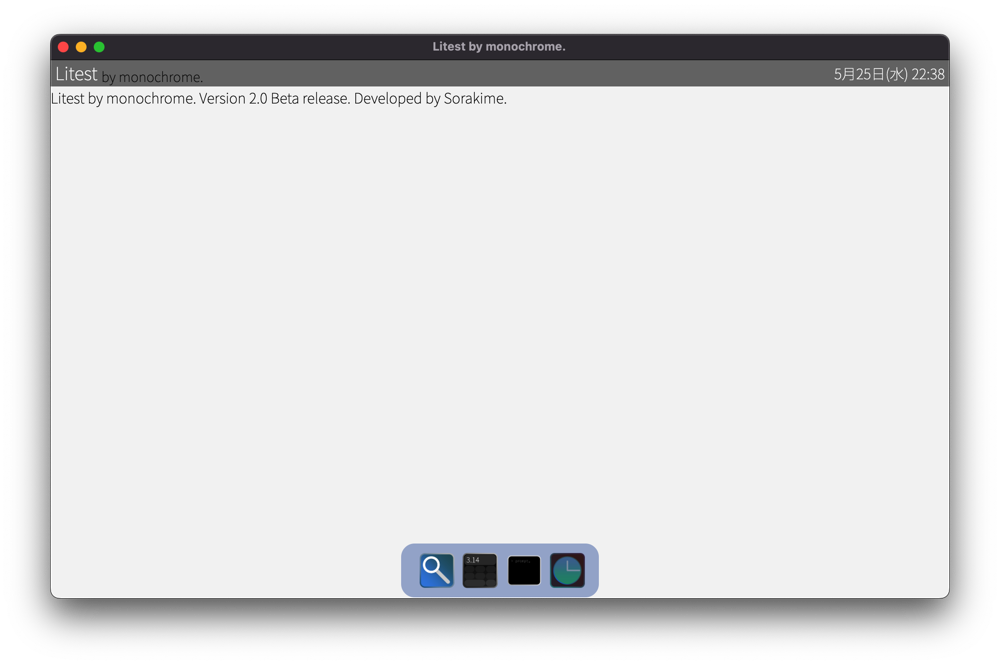 Litest by monochrome.
Litest by monochrome.
5月25日(水) 22:38
Litest by monochrome. Version 2.0 Beta release. Developed by Sorakime.
3.14